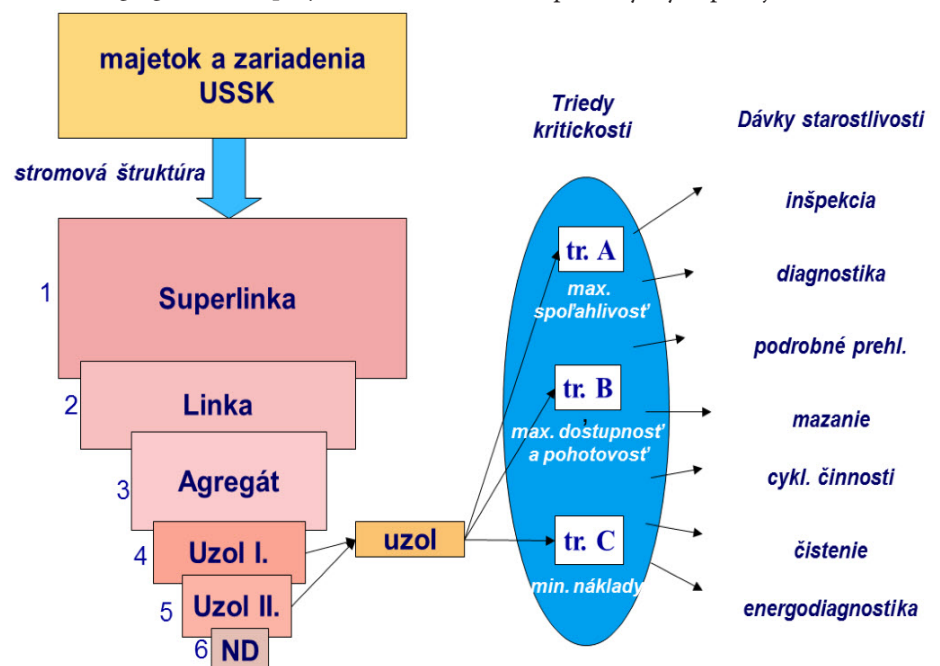 majetok a zariadenia
USSK
stromová štruktúra
1
Superlinka
2
Linka
3
Agregát
4
Uzol I.
5
Uzol II.
6
ND
uzol
Triedy
kritickosti
tr. A
max.
spoľahlivosť
tr. B
,
max. dostupnosť
a pohotovosť
tr. C
min. náklady
Dávky starostlivosti
inšpekcia
diagnostika
podrobné prehl.
mazanie
cykl. činnosti
čistenie
energodiagnostika